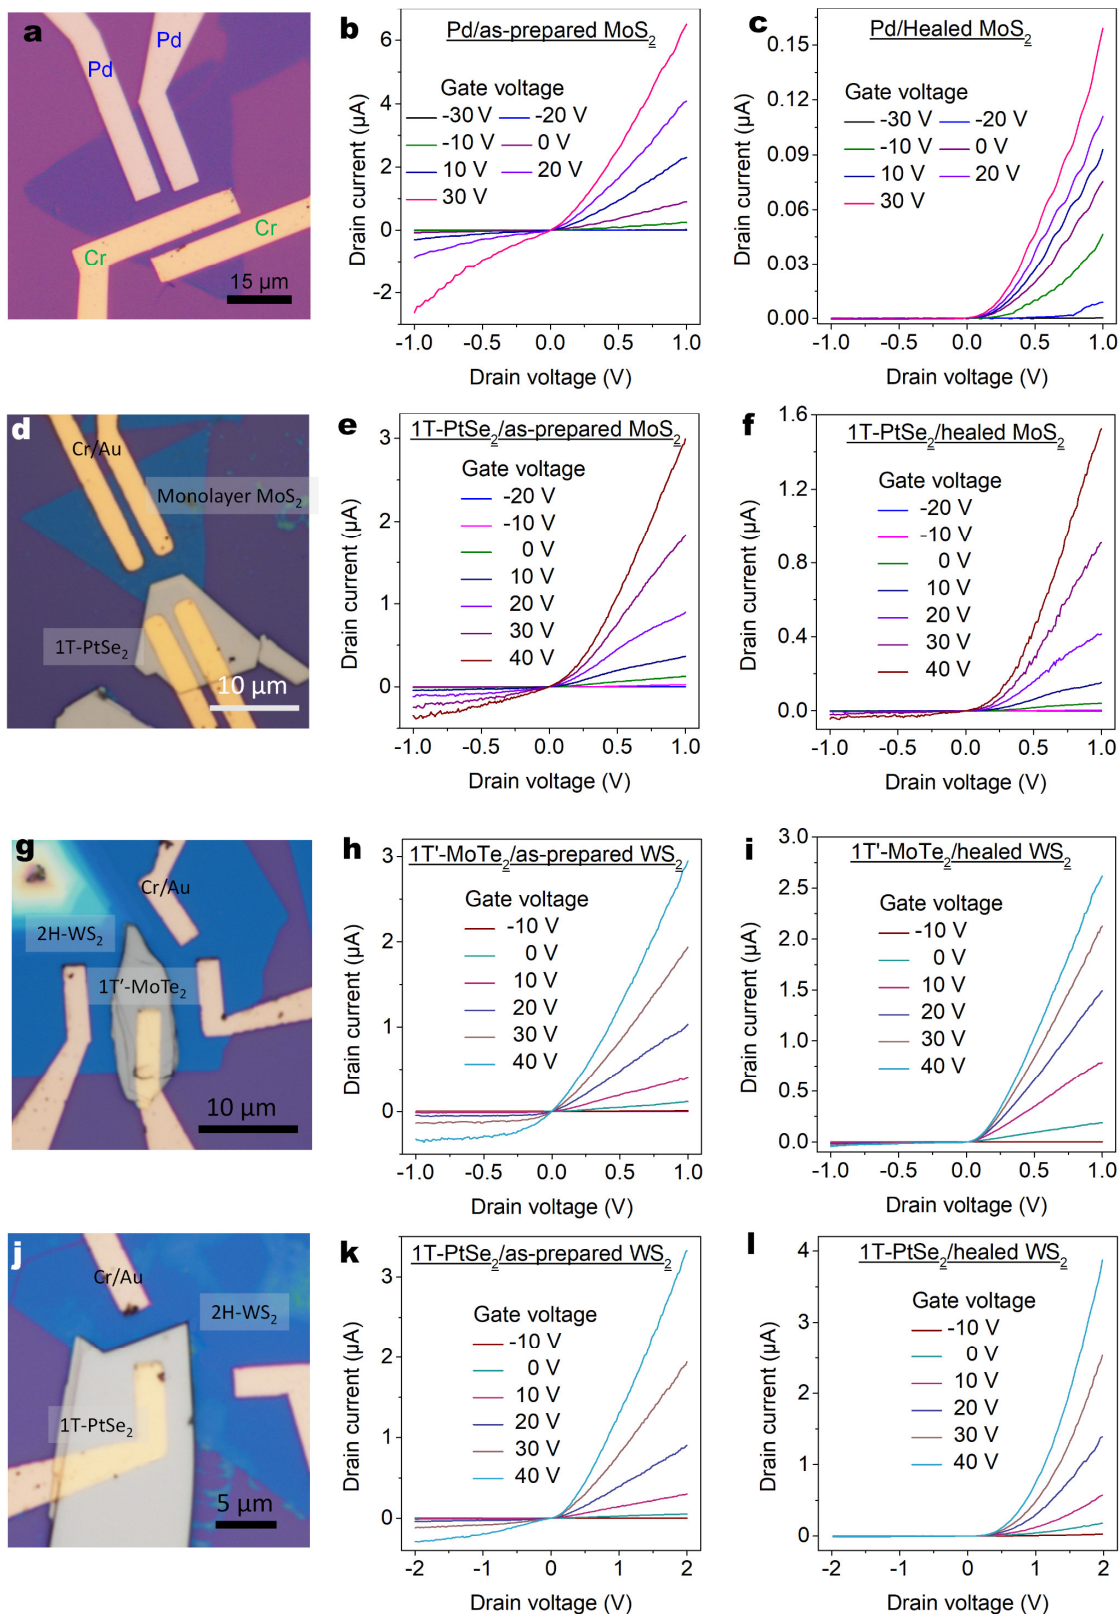 a
Pd
Pd
Cr
Cr
15 µm
b
Pd/as-prepared MoS2
Gate voltage
-30 V -20 V
-10 V 0 V
10 V 20 V
30 V
Drain current (µA)
6
4
2
0
-2
-1.0 -0.5 0.0 0.5 1.0
Drain voltage (V)
c
Pd/Healed MoS2
Gate voltage
-30 V -20 V
-10 V 0 V
10 V 20 V
30 V
Drain current (µA)
0.15
0.12
0.09
0.06
0.03
0.00
-1.0 -0.5 0.0 0.5 1.0
Drain voltage (V)
d
Cr/Au
Monolayer MoS2
1T-PtSe2
10 µm
e
1T-PtSe2/as-prepared MoS2
Gate voltage
-20 V
-10 V
0 V
10 V
20 V
30 V
40 V
Drain current (µA)
3
2
1
0
-1.0 -0.5 0.0 0.5 1.0
Drain voltage (V)
f
1T-PtSe2/healed MoS2
Gate voltage
-20 V
-10 V
0 V
10 V
20 V
30 V
40 V
Drain current (µA)
1.6
1.2
0.8
0.4
0.0
-1.0 -0.5 0.0 0.5 1.0
Drain voltage (V)
g
Cr/Au
2H-WS2
1T'-MoTe2
10 µm
h
1T'-MoTe2/as-prepared WS2
Gate voltage
-10 V
0 V
10 V
20 V
30 V
40 V
Drain current (µA)
3
2
1
0
-1.0 -0.5 0.0 0.5 1.0
Drain voltage (V)
i
1T'-MoTe2/healed WS2
Gate voltage
-10 V
0 V
10 V
20 V
30 V
40 V
Drain current (µA)
3.0
2.5
2.0
1.5
1.0
0.5
0.0
-1.0 -0.5 0.0 0.5 1.0
Drain voltage (V)
j
Cr/Au
2H-WS2
1T-PtSe2
5 µm
k
1T-PtSe2/as-prepared WS2
Gate voltage
-10 V
0 V
10 V
20 V
30 V
40 V
Drain current (µA)
3
2
1
0
-2 -1 0 1 2
Drain voltage (V)
l
1T-PtSe2/healed WS2
Gate voltage
-10 V
0 V
10 V
20 V
30 V
40 V
Drain current (µA)
4
3
2
1
0
-2 -1 0 1 2
Drain voltage (V)